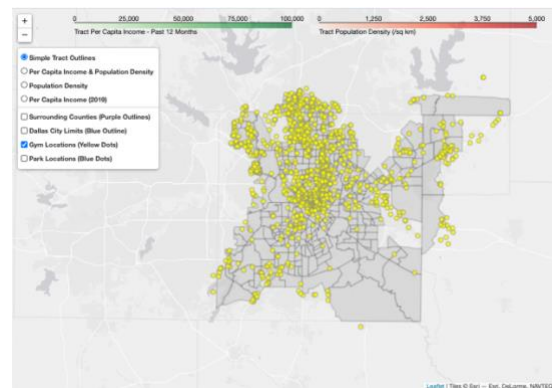 +
−
0 25,000 50,000 75,000 100,000
Tract Per Capita Income - Past 12 Months
0 1,250 2,500 3,750 5,000
Tract Population Density (/sq km)
Simple Tract Outlines
Per Capita Income & Population Density
Population Density
Per Capita Income (2019)
Surrounding Counties (Purple Outlines)
Dallas City Limits (Blue Outline)
Gym Locations (Yellow Dots)
Park Locations (Blue Dots)
Leaflet | Tiles © Esri — Esri, DeLorme, NAVTEQ